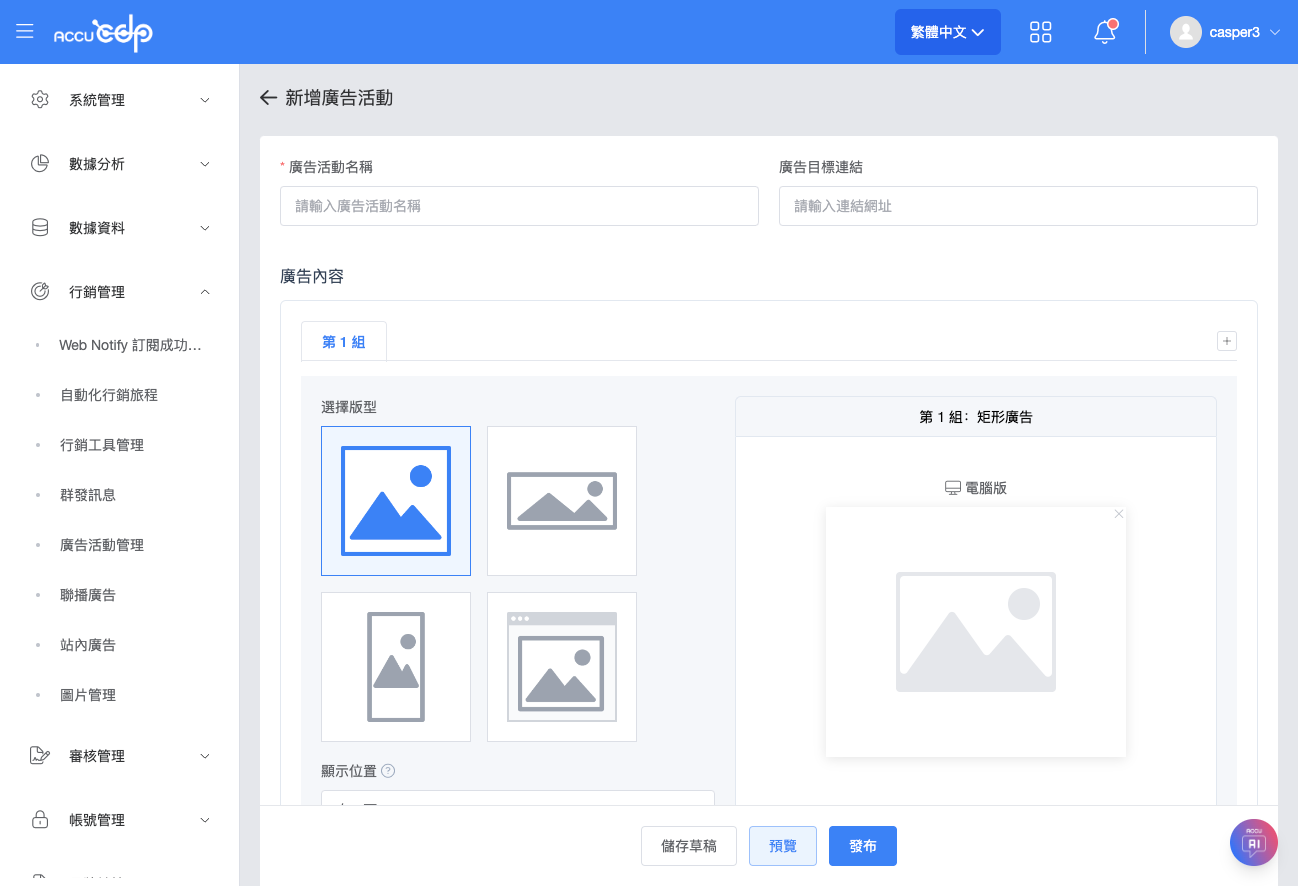 ACCU CDP
繁體中文
casper3
系統管理
數據分析
數據資料
行銷管理
Web Notify 訂閱成功...
自動化行銷旅程
行銷工具管理
群發訊息
廣告活動管理
聯播廣告
站內廣告
圖片管理
審核管理
帳號管理
新增廣告活動
* 廣告活動名稱
請輸入廣告活動名稱
廣告目標連結
請輸入連結網址
廣告內容
第 1 組
選擇版型
顯示位置
第 1 組：矩形廣告
電腦版
儲存草稿
預覽
發布
ACCU
AI